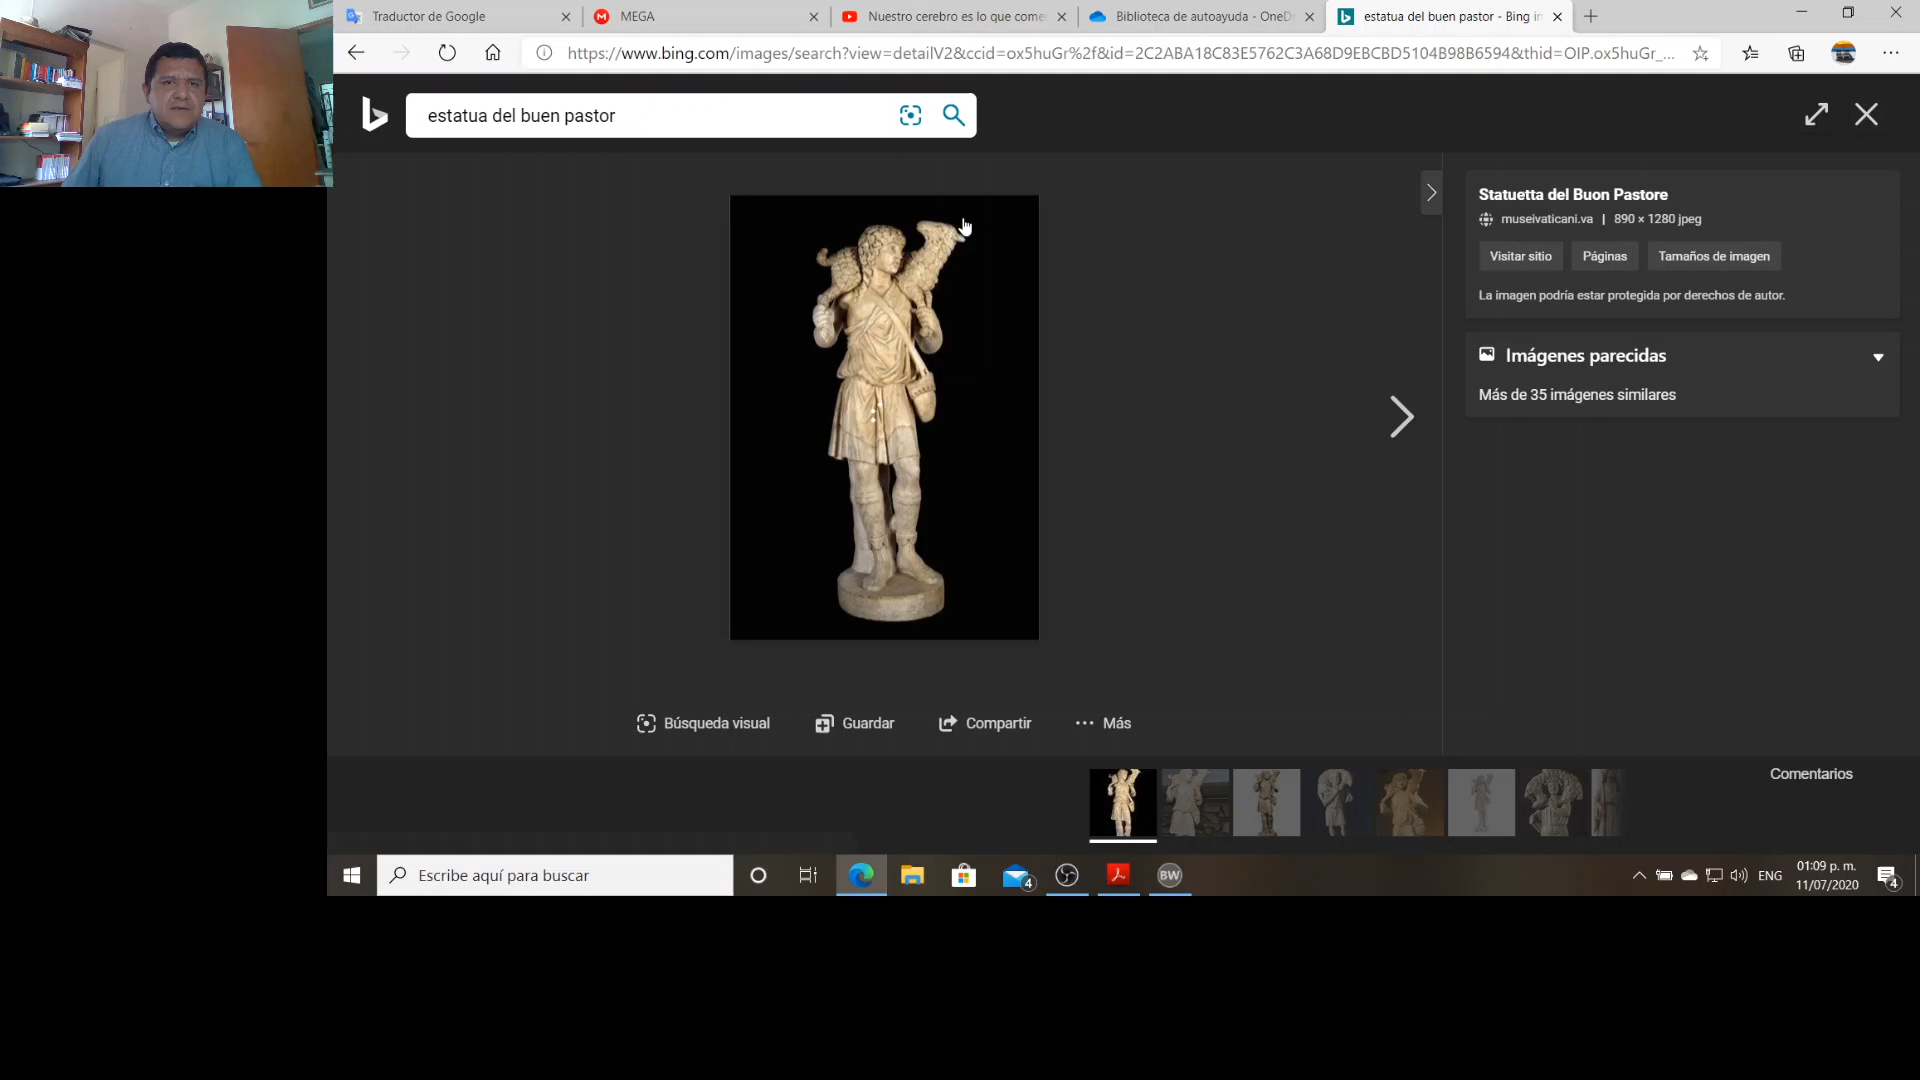 Traductor de Google
MEGA
Nuestro cerebro es lo que come
Biblioteca de autoayuda - OneDr
estatua del buen pastor - Bing in
https://www.bing.com/images/search?view=detailV2&ccid=ox5huGr%2f&id=2C2ABA18C83E5762C3A68D9EBCBD5104B98B6594&thid=OIP.ox5huGr_...
estatua del buen pastor
Statuetta del Buon Pastore
museivaticani.va | 890 × 1280 jpeg
Visitar sitio
Páginas
Tamaños de imagen
La imagen podría estar protegida por derechos de autor.
Imágenes parecidas
Más de 35 imágenes similares
Búsqueda visual
Guardar
Compartir
Más
Comentarios
Escribe aquí para buscar
4
BW
ENG
01:09 p. m.
11/07/2020
4